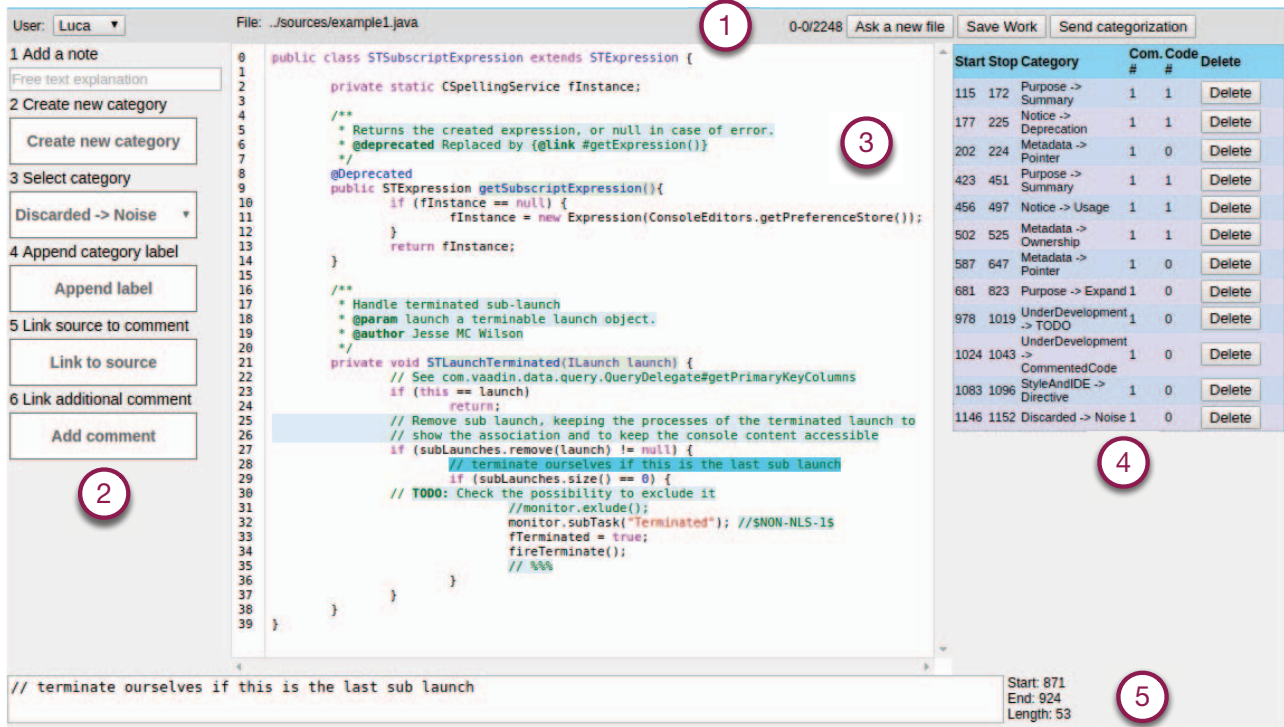 User: Luca ▼ File: ../sources/example1.java 1 0-0/2248 Ask a new file Save Work Send categorization
1 Add a note
Free text explanation
2 Create new category
Create new category
3 Select category
Discarded -> Noise ▼
4 Append category label
Append label
5 Link source to comment
Link to source
6 Link additional comment
Add comment
2
0 public class STSubscriptExpression extends STExpression {
1
2 private static CSpellingService fInstance;
3
4 /**
5 * Returns the created expression, or null in case of error.
6 * @deprecated Replaced by {@link #getExpression()}
7 */
8 @Deprecated
9 public STExpression getSubscriptExpression(){
10 if (fInstance == null) {
11 fInstance = new Expression(ConsoleEditors.getPreferenceStore());
12 }
13 return fInstance;
14 }
15
16 /**
17 * Handle terminated sub-launch
18 * @param launch a terminable launch object.
19 * @author Jesse MC Wilson
20 */
21 private void STLaunchTerminated(ILaunch launch) {
22 // See com.vaadin.data.query.QueryDelegate#getPrimaryKeyColumns
23 if (this == launch)
24 return;
25 // Remove sub launch, keeping the processes of the terminated launch to
26 // show the association and to keep the console content accessible
27 if (subLaunches.remove(launch) != null) {
28 // terminate ourselves if this is the last sub launch
29 if (subLaunches.size() == 0) {
30 // TODO: Check the possibility to exclude it
31 //monitor.exlude();
32 monitor.subTask("Terminated"); //$NON-NLS-1$
33 fTerminated = true;
34 fireTerminate();
35 // %%%
36 }
37 }
38 }
39 }
3
Start Stop Category Com. # Code # Delete
115 172 Purpose -> Summary 1 1 Delete
177 225 Notice -> Deprecation 1 1 Delete
202 224 Metadata -> Pointer 1 0 Delete
423 451 Purpose -> Summary 1 1 Delete
456 497 Notice -> Usage 1 1 Delete
502 525 Metadata -> Ownership 1 1 Delete
587 647 Metadata -> Pointer 1 0 Delete
681 823 Purpose -> Expand 1 0 Delete
978 1019 UnderDevelopment -> TODO 1 0 Delete
1024 1043 UnderDevelopment -> CommentedCode 1 0 Delete
1083 1096 StyleAndIDE -> Directive 1 0 Delete
1146 1152 Discarded -> Noise 1 0 Delete
4
// terminate ourselves if this is the last sub launch
Start: 871
End: 924
Length: 53
5